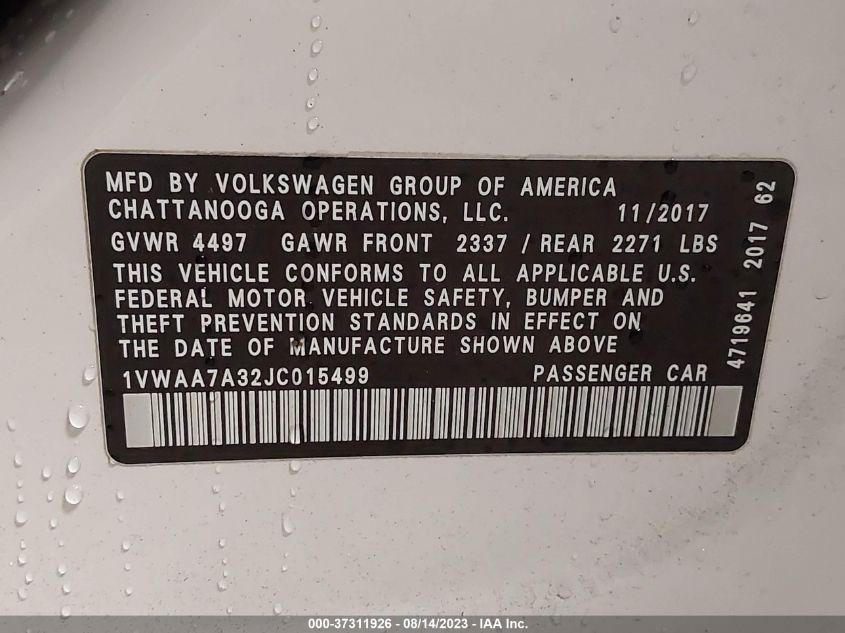 MFD BY VOLKSWAGEN GROUP OF AMERICA
CHATTANOOGA OPERATIONS, LLC. 11/2017
GVWR 4497 GAWR FRONT 2337 / REAR 2271 LBS
THIS VEHICLE CONFORMS TO ALL APPLICABLE U.S.
FEDERAL MOTOR VEHICLE SAFETY, BUMPER AND
THEFT PREVENTION STANDARDS IN EFFECT ON
THE DATE OF MANUFACTURE SHOWN ABOVE
1VWAA7A32JC015499 PASSENGER CAR
4719641 2017 62
000-37311926 - 08/14/2023 - IAA Inc.